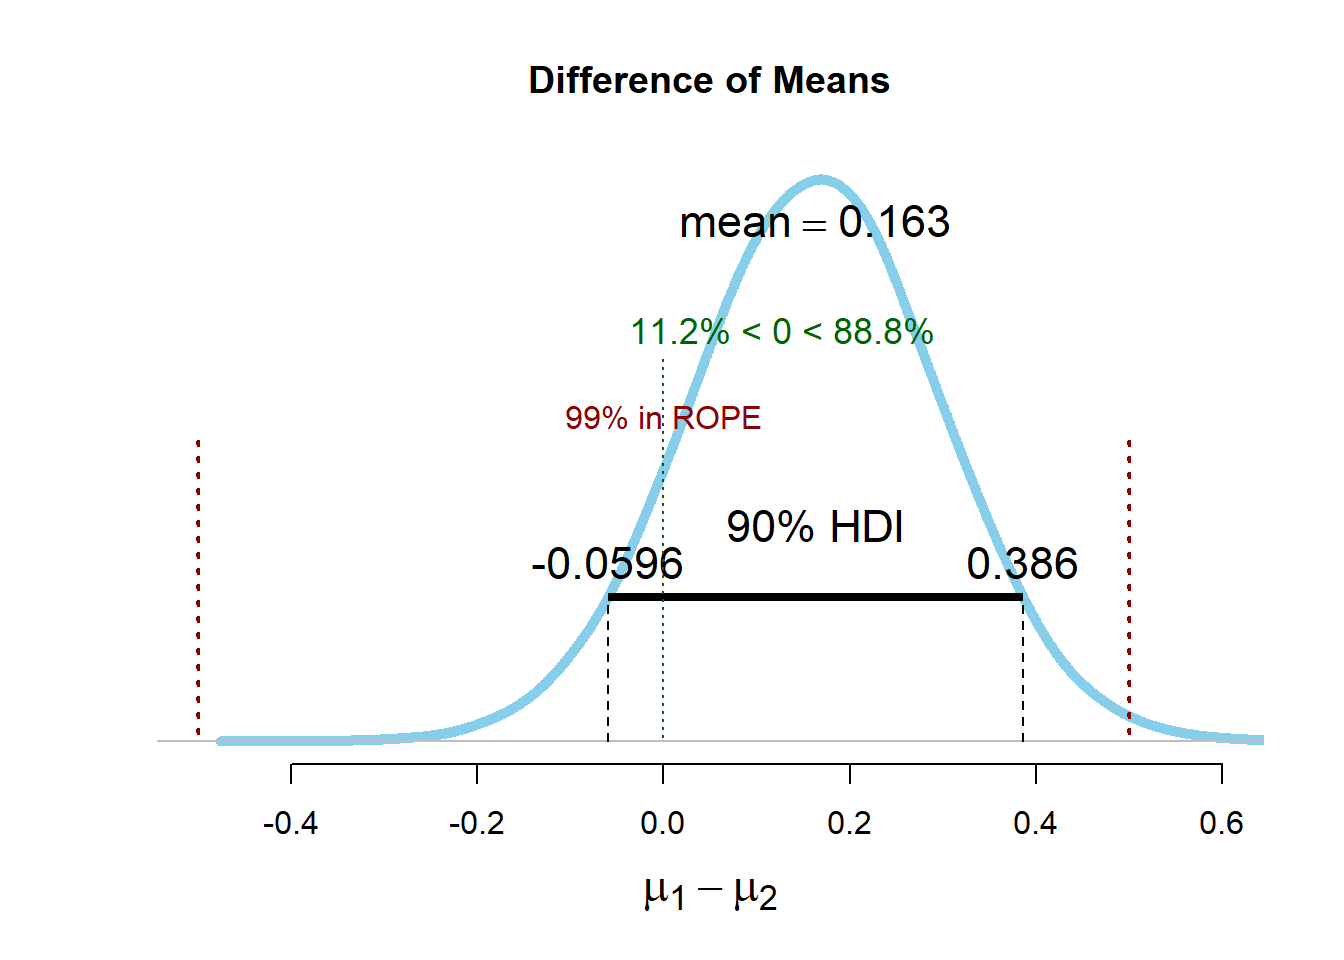 Difference of Means
mean = 0.163
11.2% < 0 < 88.8%
99% in ROPE
90% HDI
-0.0596 0.386
-0.4 -0.2 0.0 0.2 0.4 0.6
μ1 − μ2